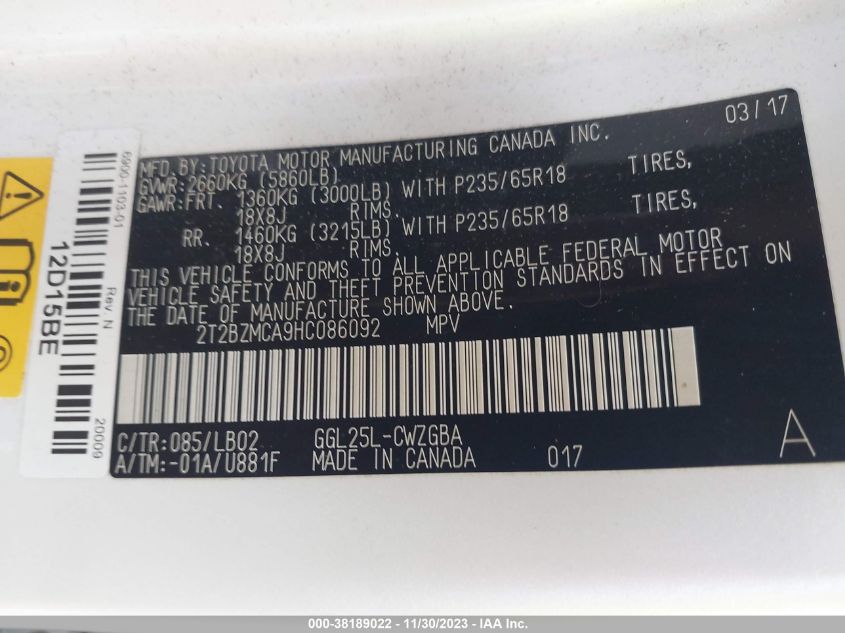 03/17
MFD. BY: TOYOTA MOTOR MANUFACTURING CANADA INC.
GVWR: 2660KG (5860LB)
GAWR: FRT. 1360KG (3000LB) WITH P235/65R18 TIRES,
18X8J RIMS.
RR. 1460KG (3215LB) WITH P235/65R18 TIRES,
18X8J RIMS.
THIS VEHICLE CONFORMS TO ALL APPLICABLE FEDERAL MOTOR
VEHICLE SAFETY AND THEFT PREVENTION STANDARDS IN EFFECT ON
THE DATE OF MANUFACTURE SHOWN ABOVE.
2T2BZMCA9HC086092 MPV
C/TR: 085/LB02 GGL25L-CWZGBA
A/TM: -01A/U881F MADE IN CANADA 017 A
6900-1103-01 Rev. N 20009
12D15BE
000-38189022 - 11/30/2023 - IAA Inc.